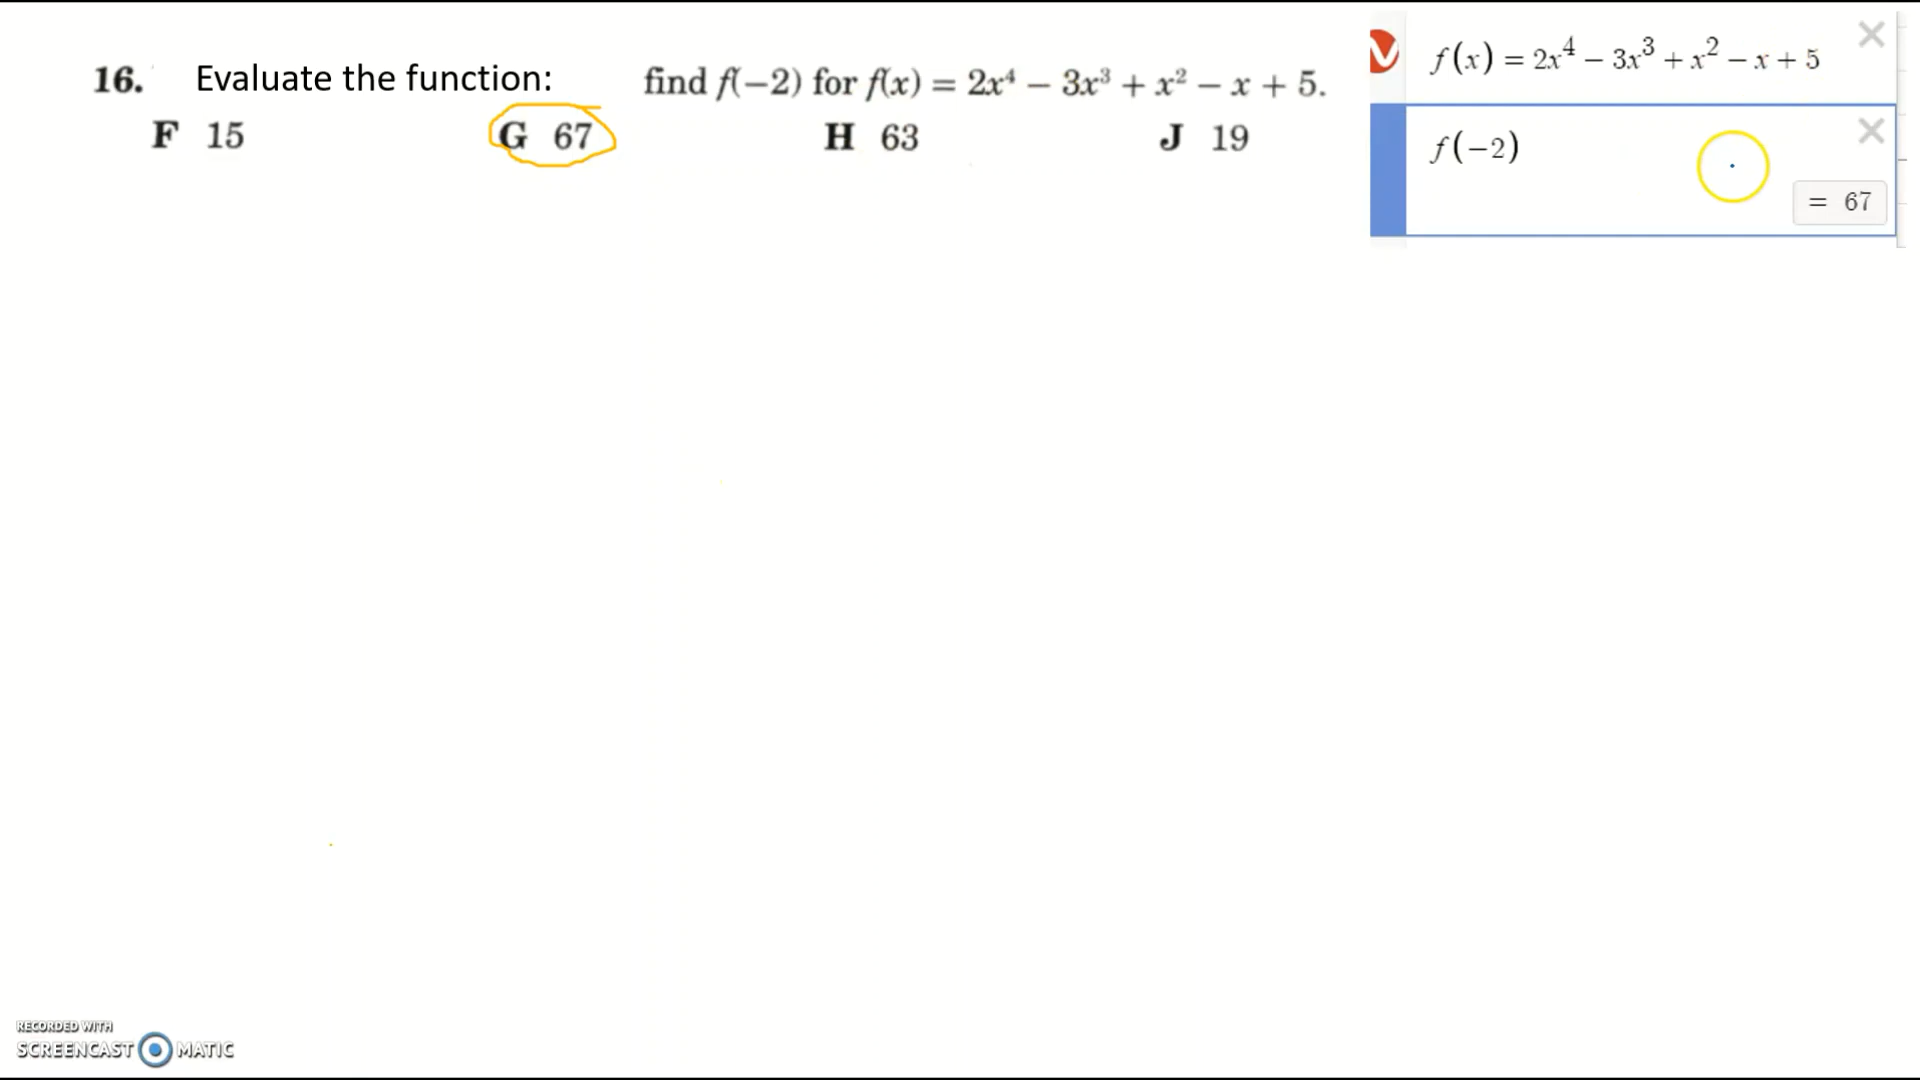 16. Evaluate the function: find f(−2) for f(x) = 2x⁴ − 3x³ + x² − x + 5.
F 15 G 67 H 63 J 19
f(x) = 2x⁴ − 3x³ + x² − x + 5
f(−2)
= 67
RECORDED WITH
SCREENCAST MATIC